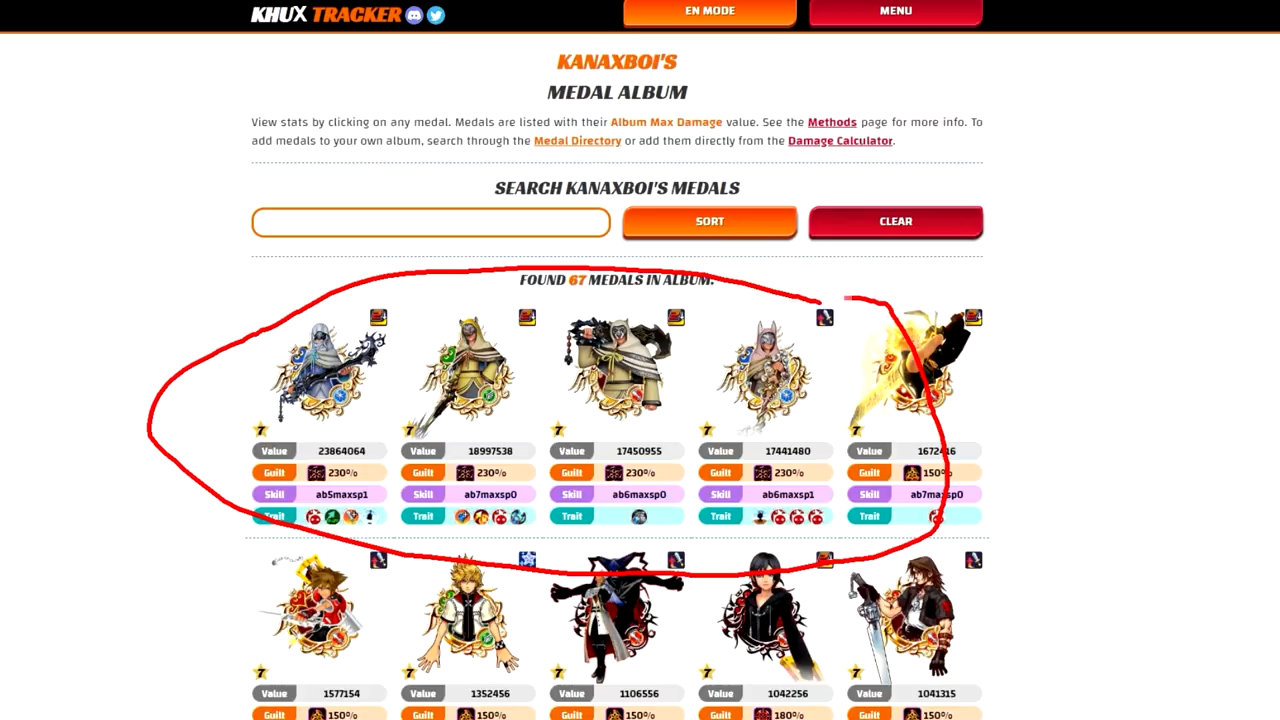 KHUX TRACKER
EN MODE
MENU
KANAXBOI'S
MEDAL ALBUM
View stats by clicking on any medal. Medals are listed with their Album Max Damage value. See the Methods page for more info. To
add medals to your own album, search through the Medal Directory or add them directly from the Damage Calculator.
SEARCH KANAXBOI'S MEDALS
SORT
CLEAR
FOUND 67 MEDALS IN ALBUM:
7 7 7 7 7
Value 23864064 Value 18997538 Value 17450955 Value 17441480 Value 1672416
Guilt 230% Guilt 230% Guilt 230% Guilt 230% Guilt 150%
Skill ab5maxsp1 Skill ab7maxsp0 Skill ab6maxsp0 Skill ab6maxsp1 Skill ab7maxsp0
Trait Trait Trait Trait Trait
7 7 7 7 7
Value 1577154 Value 1352456 Value 1106556 Value 1042256 Value 1041315
Guilt 150% Guilt 150% Guilt 150% Guilt 180% Guilt 150%